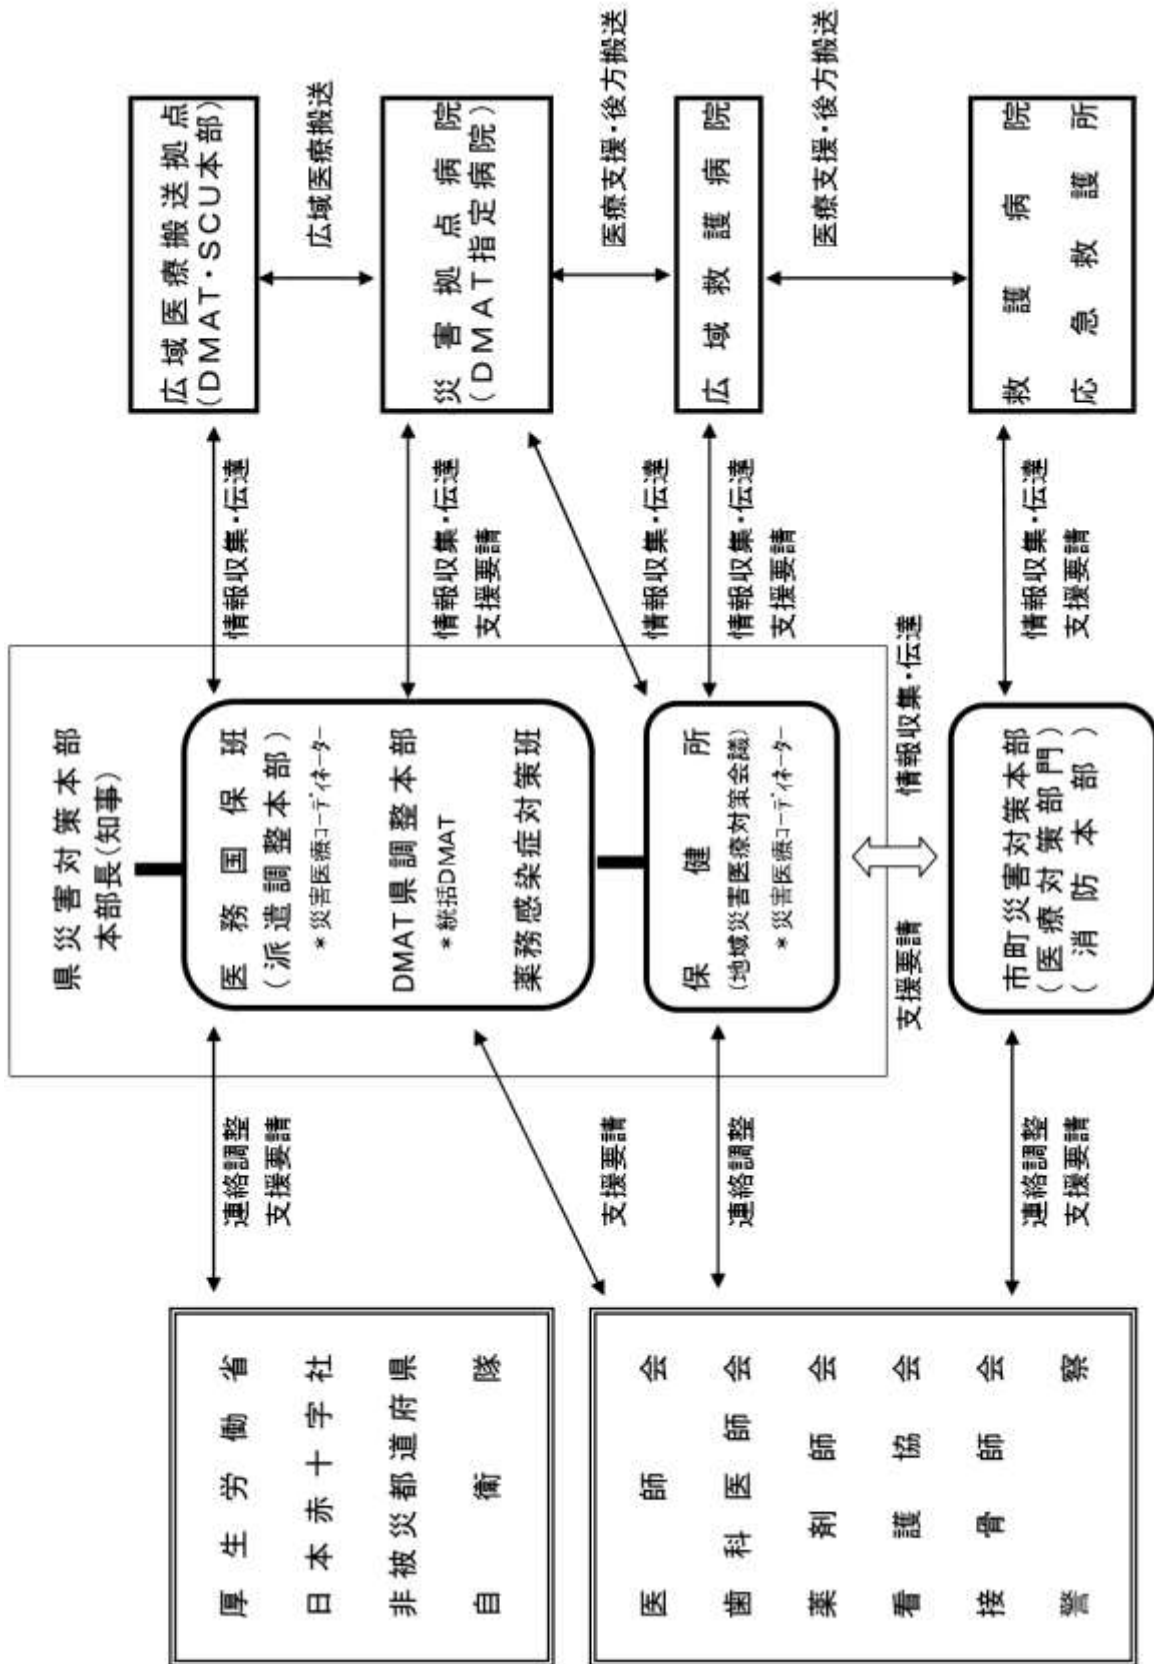 県災害対策本部
本部長(知事)
厚生労働省
日本赤十字社
非被災都道府県
自衛隊
連絡調整
支援要請
医務国保班
(派遣調整本部)
*災害医療コーディネーター
DMAT県調整本部
*統括DMAT
薬務感染症対策班
情報収集・伝達
広域医療搬送拠点
(DMAT・SCU本部)
広域医療搬送
情報収集・伝達
支援要請
災害拠点病院
(DMAT指定病院)
医療支援・後方搬送
医師会
歯科医師会
薬剤師会
看護協会
接骨師会
警察
支援要請
連絡調整
保健所
(地域災害医療対策会議)
*災害医療コーディネーター
情報収集・伝達
情報収集・伝達
支援要請
広域救護病院
医療支援・後方搬送
支援要請
情報収集・伝達
連絡調整
支援要請
市町災害対策本部
(医療対策部門)
(消防本部)
情報収集・伝達
支援要請
救護病院
応急救護所